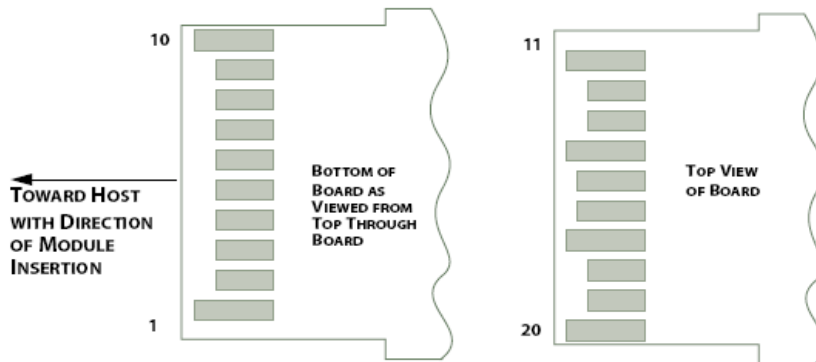 10
1
TOWARD HOST
WITH DIRECTION
OF MODULE
INSERTION
BOTTOM OF
BOARD AS
VIEWED FROM
TOP THROUGH
BOARD
11
20
TOP VIEW
OF BOARD